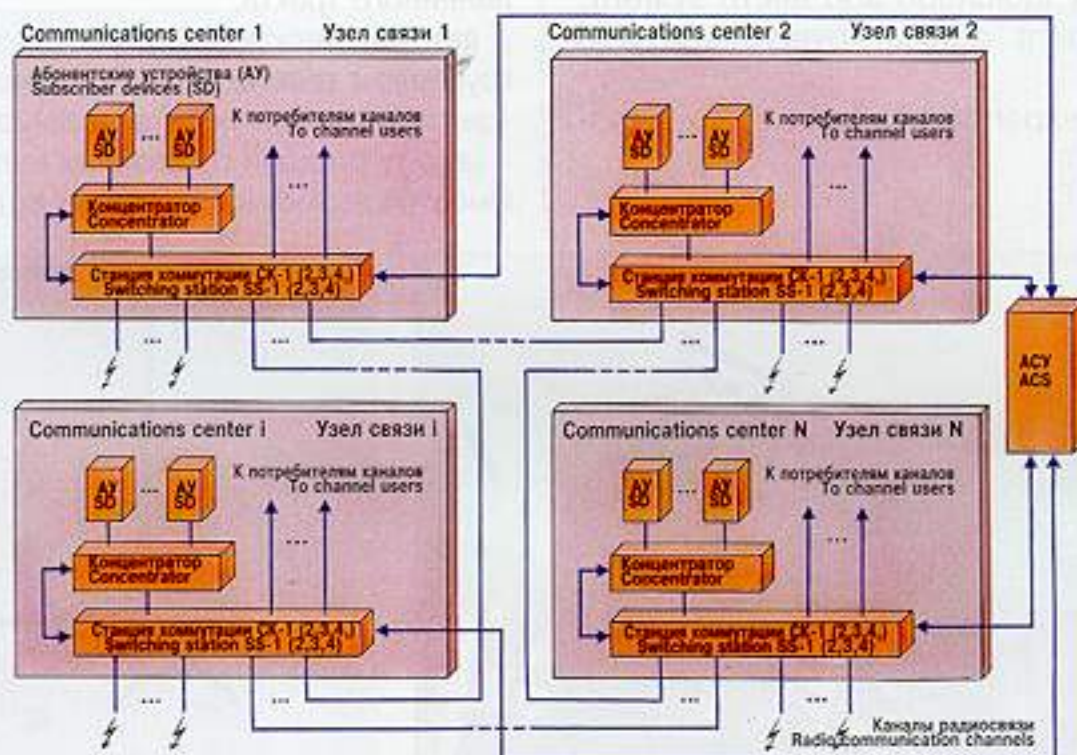 Communications center 1 Узел связи 1
Абонентские устройства (АУ)
Subscriber devices (SD)
АУ
SD
...
АУ
SD
К потребителям каналов
To channel users
...
Концентратор
Concentrator
Станция коммутации СК-1 (2,3,4,)
Switching station SS-1 (2,3,4)
...
...
Communications center 2 Узел связи 2
АУ
SD
...
АУ
SD
К потребителям каналов
To channel users
...
Концентратор
Concentrator
Станция коммутации СК-1 (2,3,4,)
Switching station SS-1 (2,3,4)
...
...
АСУ
ACS
Communications center i Узел связи i
АУ
SD
...
АУ
SD
К потребителям каналов
To channel users
...
Концентратор
Concentrator
Станция коммутации СК-1 (2,3,4,)
Switching station SS-1 (2,3,4)
...
...
Communications center N Узел связи N
АУ
SD
...
АУ
SD
К потребителям каналов
To channel users
...
Концентратор
Concentrator
Станция коммутации СК-1 (2,3,4,)
Switching station SS-1 (2,3,4)
...
...
Каналы радиосвязи
Radio communication channels